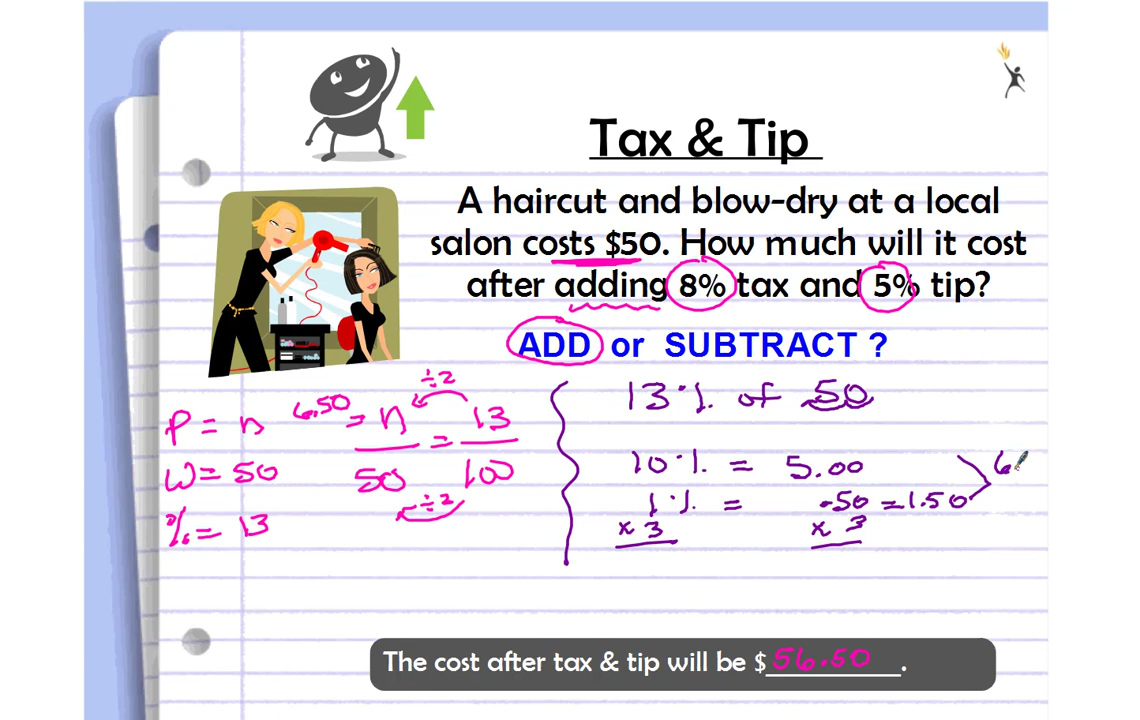 Tax & Tip
A haircut and blow-dry at a local
salon costs $50. How much will it cost
after adding 8% tax and 5% tip?
ADD or SUBTRACT ?
P = n
W = 50
% = 13
÷2
6.50 = n = 13
50 100
÷2
13% of 50
10% = 5.00
1% = .50 = 1.50
x 3 x 3
6
The cost after tax & tip will be $56.50.